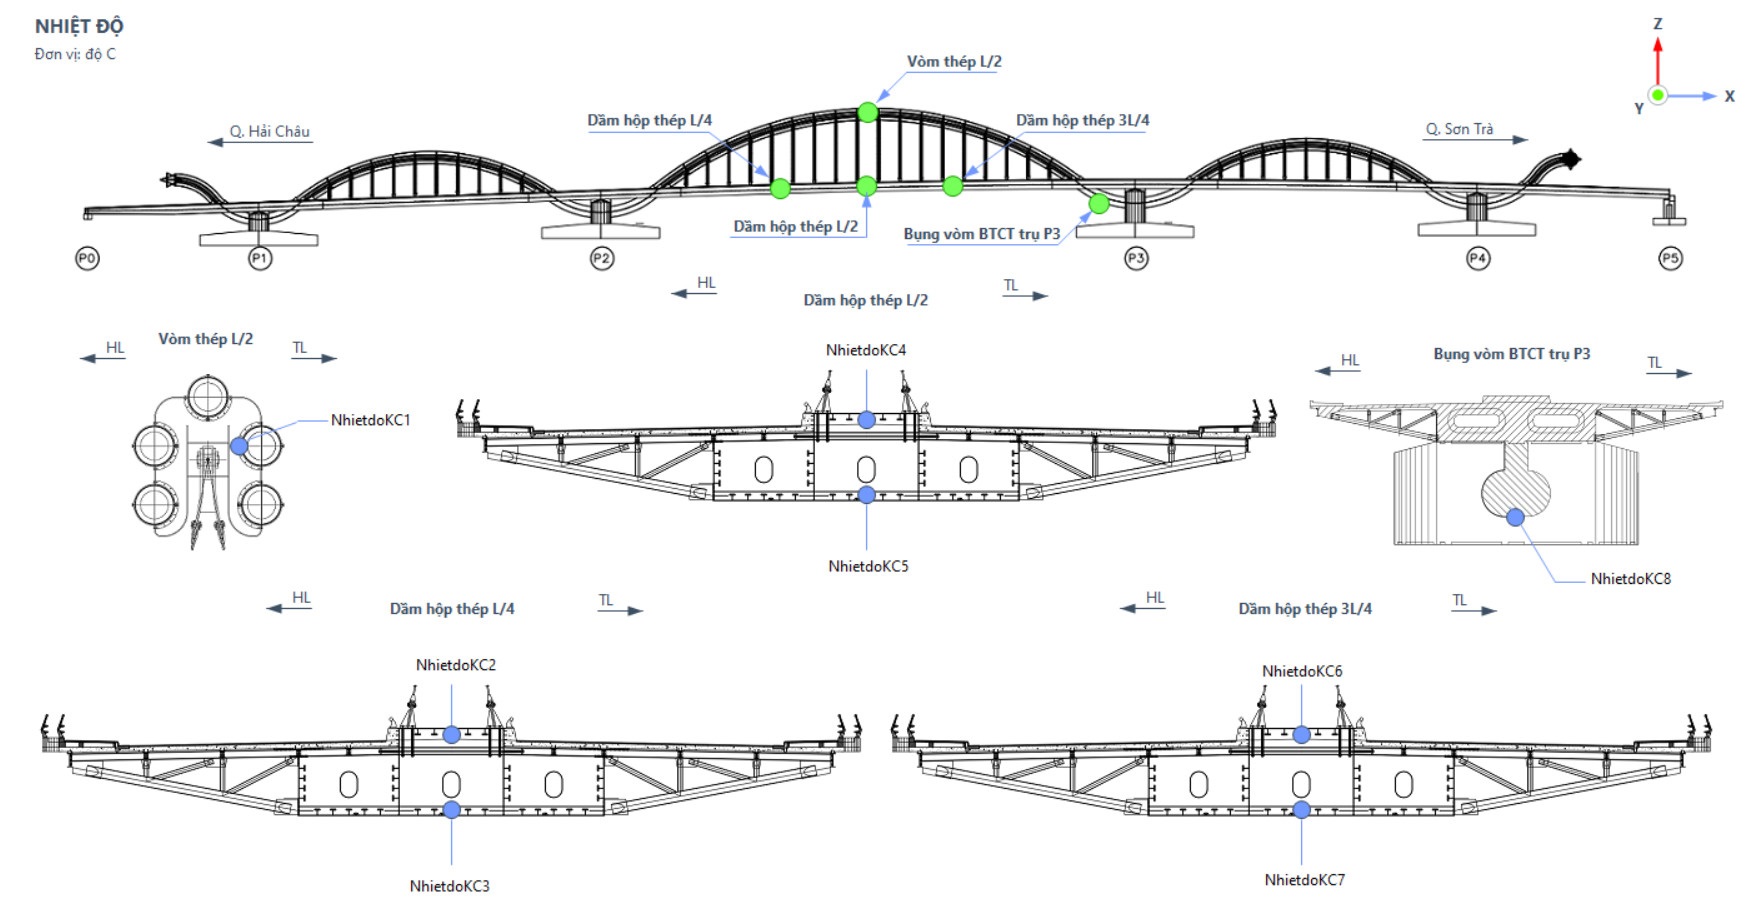 NHIỆT ĐỘ
Đơn vị: độ C
Z
Y
X
Vòm thép L/2
Dầm hộp thép L/4
Dầm hộp thép 3L/4
Q. Hải Châu
Q. Sơn Trà
Dầm hộp thép L/2
Bụng vòm BTCT trụ P3
P0
P1
P2
P3
P4
P5
HL
TL
Dầm hộp thép L/2
NhietdoKC4
NhietdoKC5
HL
Vòm thép L/2
TL
NhietdoKC1
HL
Bụng vòm BTCT trụ P3
TL
NhietdoKC8
HL
Dầm hộp thép L/4
TL
NhietdoKC2
NhietdoKC3
HL
Dầm hộp thép 3L/4
TL
NhietdoKC6
NhietdoKC7